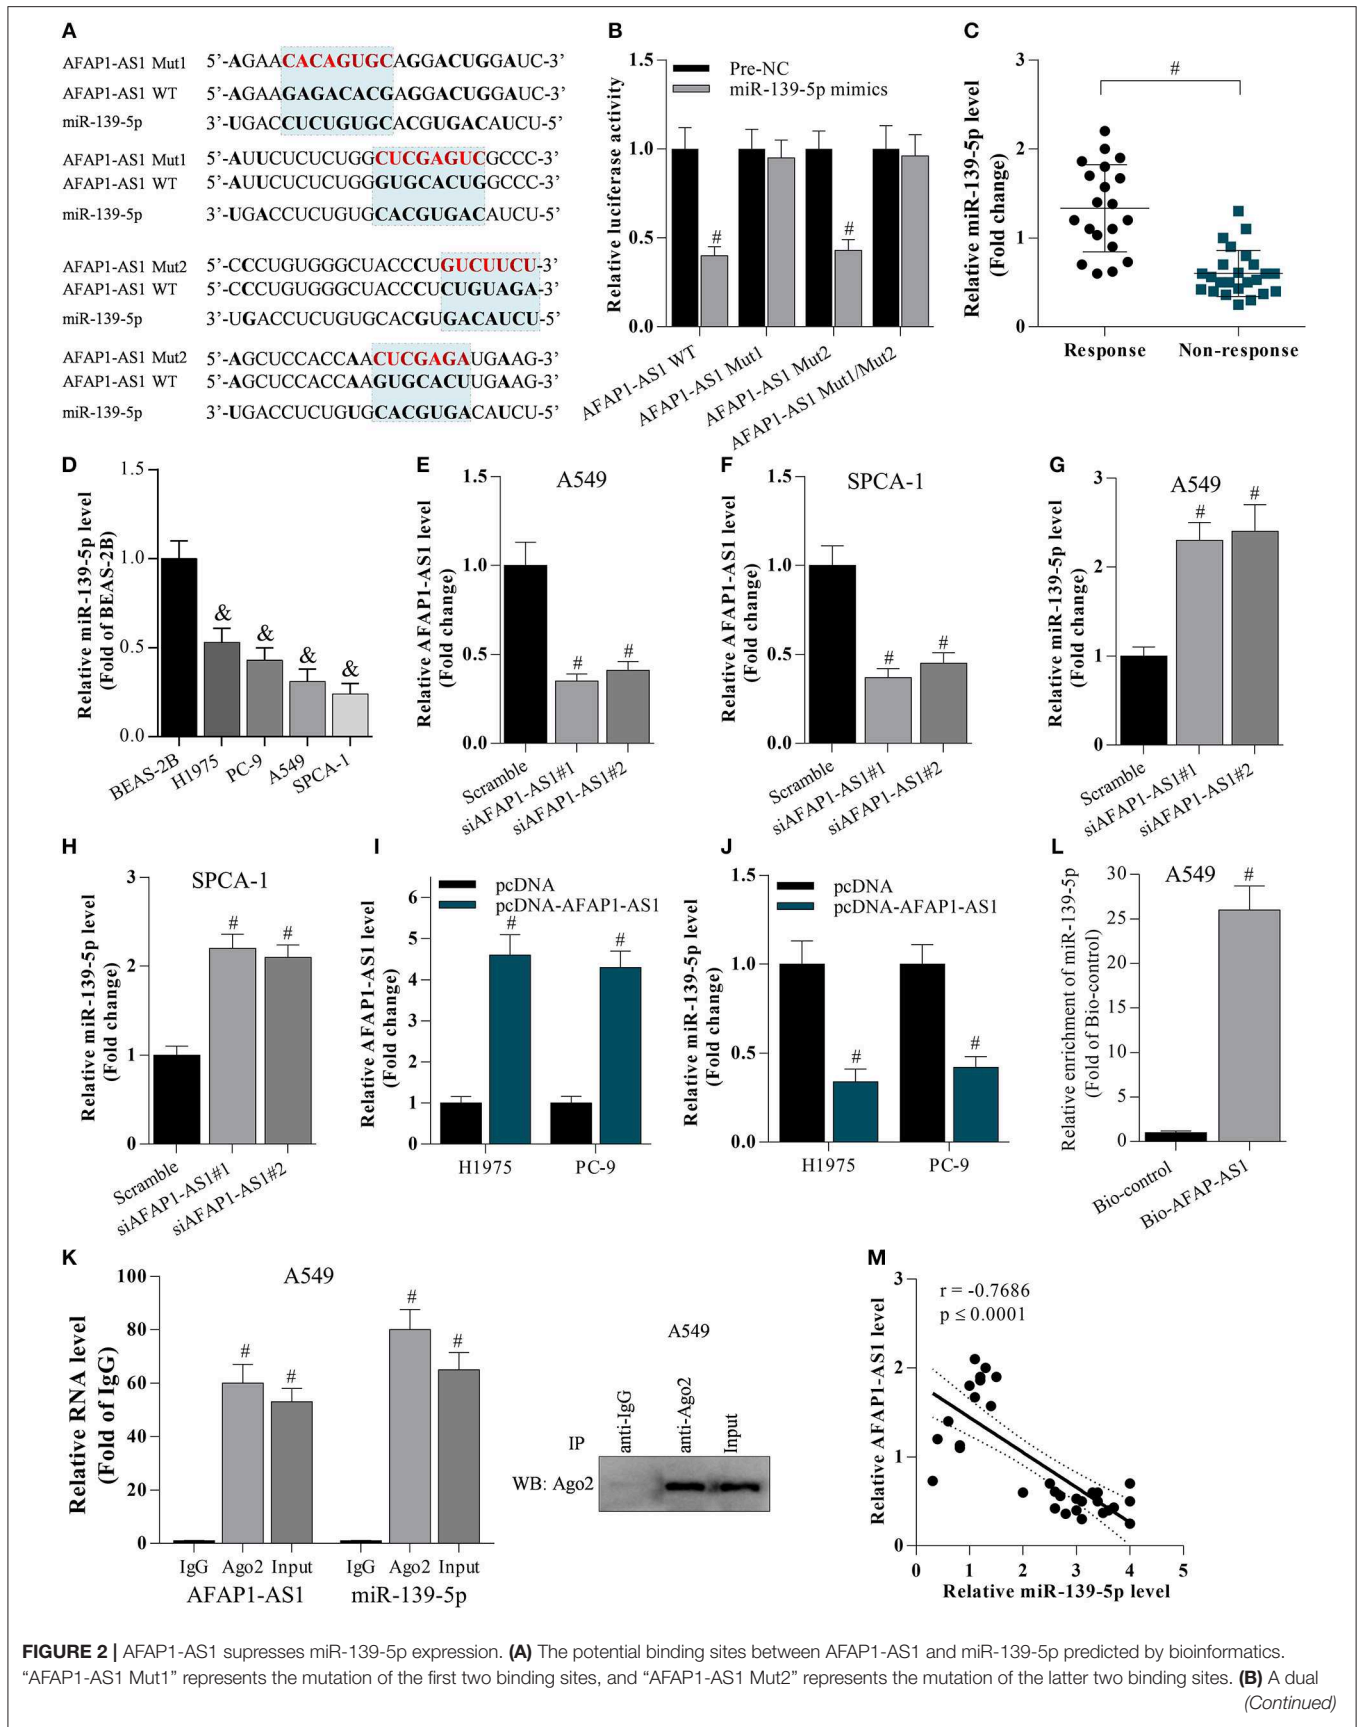 A
AFAP1-AS1 Mut1 5’-AGAACACAGUGCAGGACUGGAUC-3’
AFAP1-AS1 WT 5’-AGAAGAGACACGAGGACUGGAUC-3’
miR-139-5p 3’-UGACCUCUGUGCACGUGACAUCU-5’
AFAP1-AS1 Mut1 5’-AUUCUCUCUGGCUCGAGUCGCCC-3’
AFAP1-AS1 WT 5’-AUUCUCUCUGGGUGCACUGGCCC-3’
miR-139-5p 3’-UGACCUCUGUGCACGUGACAUCU-5’
AFAP1-AS1 Mut2 5’-CCCUGUGGGCUACCCUGUCUUCU-3’
AFAP1-AS1 WT 5’-CCCUGUGGGCUACCCUCUGUAGA-3’
miR-139-5p 3’-UGACCUCUGUGCACGUGACAUCU-5’
AFAP1-AS1 Mut2 5’-AGCUCCACCAACUCGAGAUGAAG-3’
AFAP1-AS1 WT 5’-AGCUCCACCAAGUGCACUUGAAG-3’
miR-139-5p 3’-UGACCUCUGUGCACGUGACAUCU-5’
B
Relative luciferase activity
1.5
1.0
0.5
0.0
Pre-NC
miR-139-5p mimics
#
#
AFAP1-AS1 WT
AFAP1-AS1 Mut1
AFAP1-AS1 Mut2
AFAP1-AS1 Mut1/Mut2
C
Relative miR-139-5p level
(Fold change)
3
2
1
0
#
Response Non-response
D
Relative miR-139-5p level
(Fold of BEAS-2B)
1.5
1.0
0.5
0.0
& & & &
BEAS-2B
H1975
PC-9
A549
SPCA-1
E
A549
Relative AFAP1-AS1 level
(Fold change)
1.5
1.0
0.5
0.0
# #
Scramble
siAFAP1-AS1#1
siAFAP1-AS1#2
F
SPCA-1
Relative AFAP1-AS1 level
(Fold change)
1.5
1.0
0.5
0.0
# #
Scramble
siAFAP1-AS1#1
siAFAP1-AS1#2
G
A549
Relative miR-139-5p level
(Fold change)
3
2
1
0
# #
Scramble
siAFAP1-AS1#1
siAFAP1-AS1#2
H
SPCA-1
Relative miR-139-5p level
(Fold change)
3
2
1
0
# #
Scramble
siAFAP1-AS1#1
siAFAP1-AS1#2
I
pcDNA
pcDNA-AFAP1-AS1
Relative AFAP1-AS1 level
(Fold change)
6
5
4
3
2
1
0
# #
H1975 PC-9
J
pcDNA
pcDNA-AFAP1-AS1
Relative miR-139-5p level
(Fold change)
1.5
1.0
0.5
0.0
# #
H1975 PC-9
L
A549
Relative enrichment of miR-139-5p
(Fold of Bio-control)
30
25
20
15
10
5
0
#
Bio-control
Bio-AFAP-AS1
K
A549
Relative RNA level
(Fold of IgG)
100
80
60
40
20
0
# # # #
IgG Ago2 Input IgG Ago2 Input
AFAP1-AS1 miR-139-5p
A549
IP anti-IgG anti-Ago2 Input
WB: Ago2
M
r = -0.7686
p ≤ 0.0001
Relative AFAP1-AS1 level
3
2
1
0
0 1 2 3 4 5
Relative miR-139-5p level
FIGURE 2 | AFAP1-AS1 supresses miR-139-5p expression. (A) The potential binding sites between AFAP1-AS1 and miR-139-5p predicted by bioinformatics.
“AFAP1-AS1 Mut1” represents the mutation of the first two binding sites, and “AFAP1-AS1 Mut2” represents the mutation of the latter two binding sites. (B) A dual
(Continued)